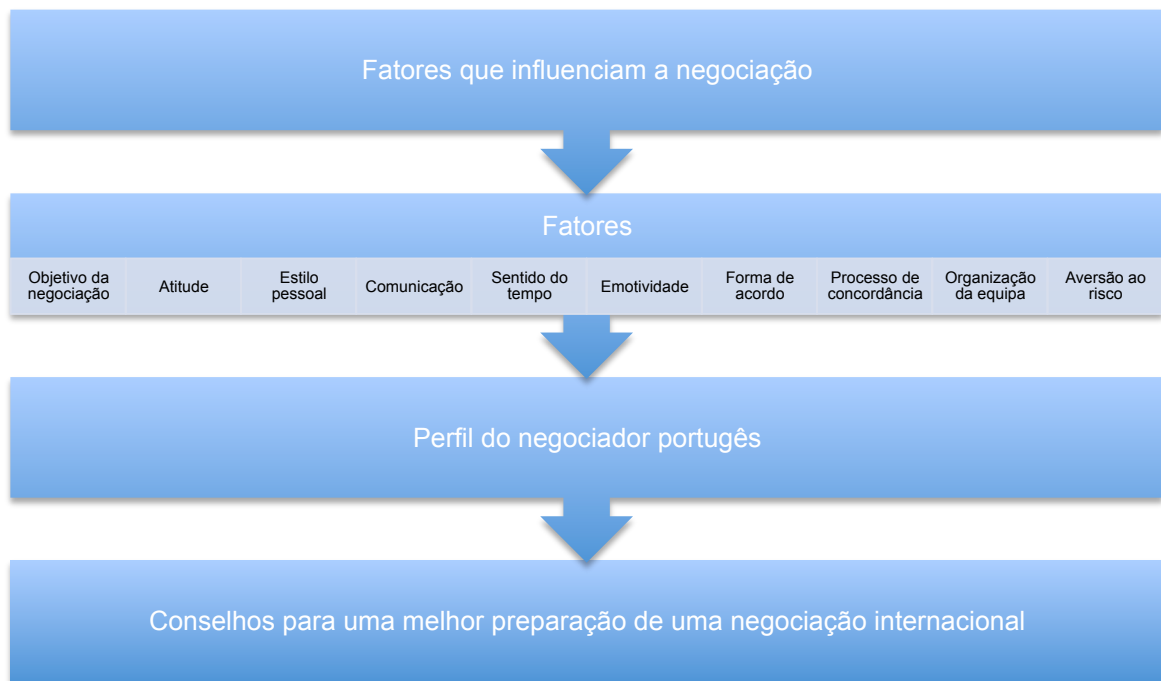 Fatores que influenciam a negociação
Fatores
Objetivo da
negociação
Atitude
Estilo
pessoal
Comunicação
Sentido do
tempo
Emotividade
Forma de
acordo
Processo de
concordância
Organização
da equipa
Aversão ao
risco
Perfil do negociador portugês
Conselhos para uma melhor preparação de uma negociação internacional